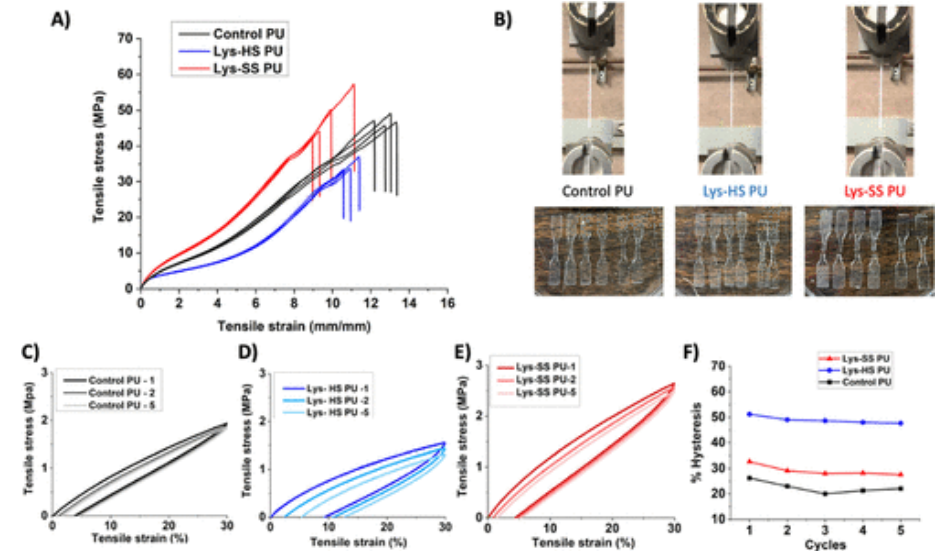 A)
Control PU
Lys-HS PU
Lys-SS PU
70
60
50
40
30
20
10
0
0 2 4 6 8 10 12 14 16
Tensile stress (MPa)
Tensile strain (mm/mm)
B)
Control PU Lys-HS PU Lys-SS PU
C)
Control PU - 1
Control PU - 2
Control PU - 5
3
2
1
0
0 10 20 30
Tensile stress (Mpa)
Tensile strain (%)
D)
Lys- HS PU -1
Lys- HS PU -2
Lys- HS PU -5
3
2
1
0
0 10 20 30
Tensile stress (MPa)
Tensile strain (%)
E)
Lys-SS PU-1
Lys-SS PU-2
Lys-SS PU-5
3
2
1
0
0 10 20 30
Tensile stress (MPa)
Tensile strain (%)
F)
Lys-SS PU
Lys-HS PU
Control PU
70
60
50
40
30
20
10
1 2 3 4 5
% Hysteresis
Cycles